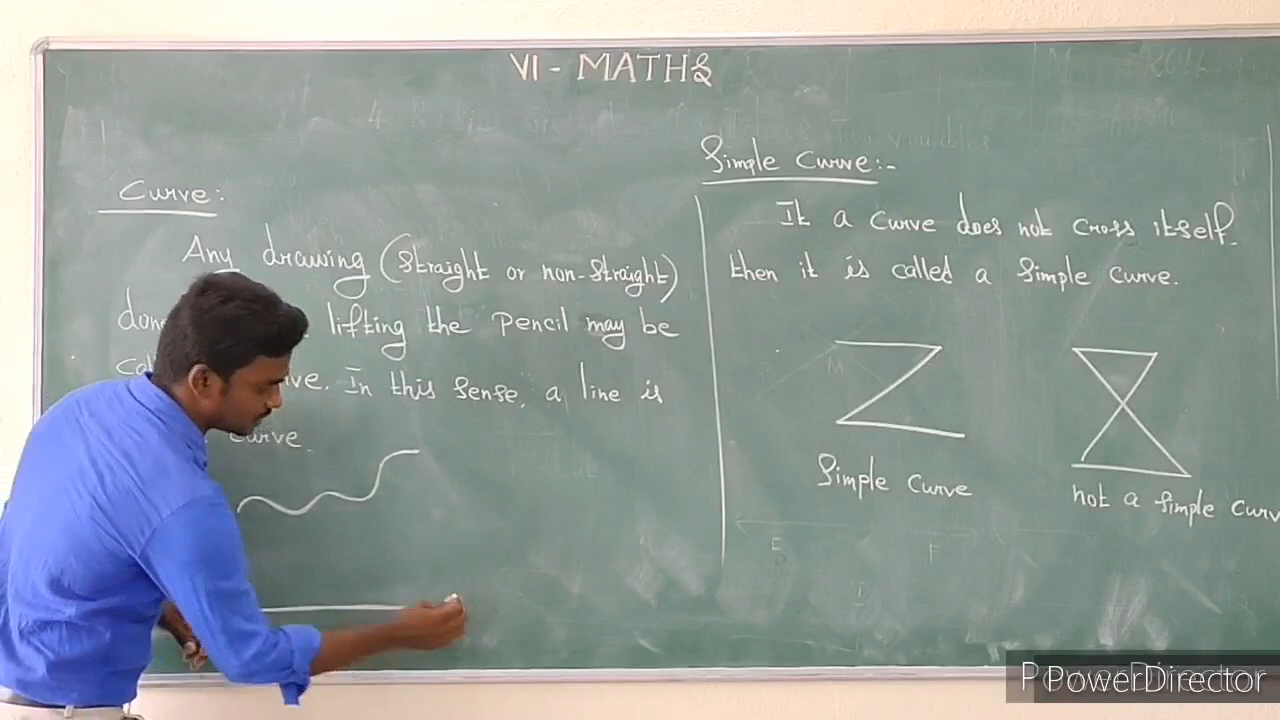 VI - MATHS
Curve:
Any drawing (straight or non-straight)
lifting the pencil may be
In this sense, a line is
curve.
Simple Curve:-
If a curve does not cross itself.
then it is called a simple curve.
M
Simple curve
not a simple curv
E
F
PowerDirector